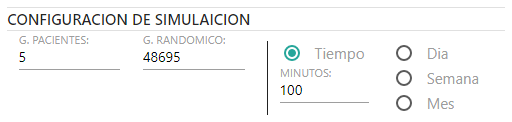 CONFIGURACION DE SIMULAICION
G. PACIENTES: G. RANDOMICO:
5 48695
Tiempo Dia
MINUTOS:
100
Semana
Mes